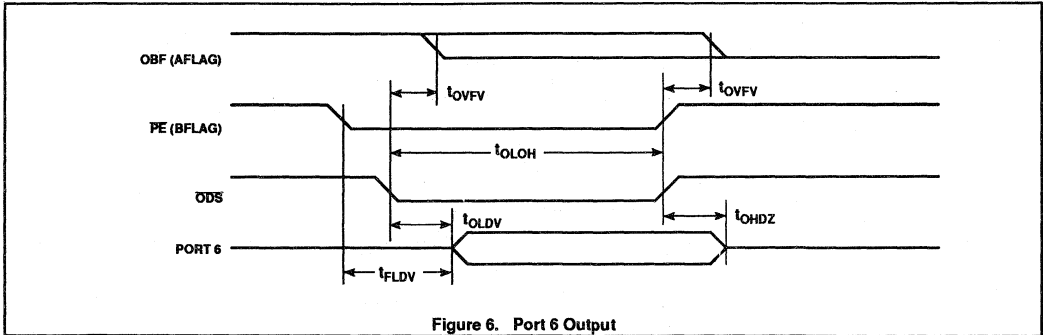 OBF (AFLAG)
tOVFV
tOVFV
PE (BFLAG)
tOLOH
ODS
tOLDV
tOHDZ
PORT 6
tFLDV
Figure 6. Port 6 Output